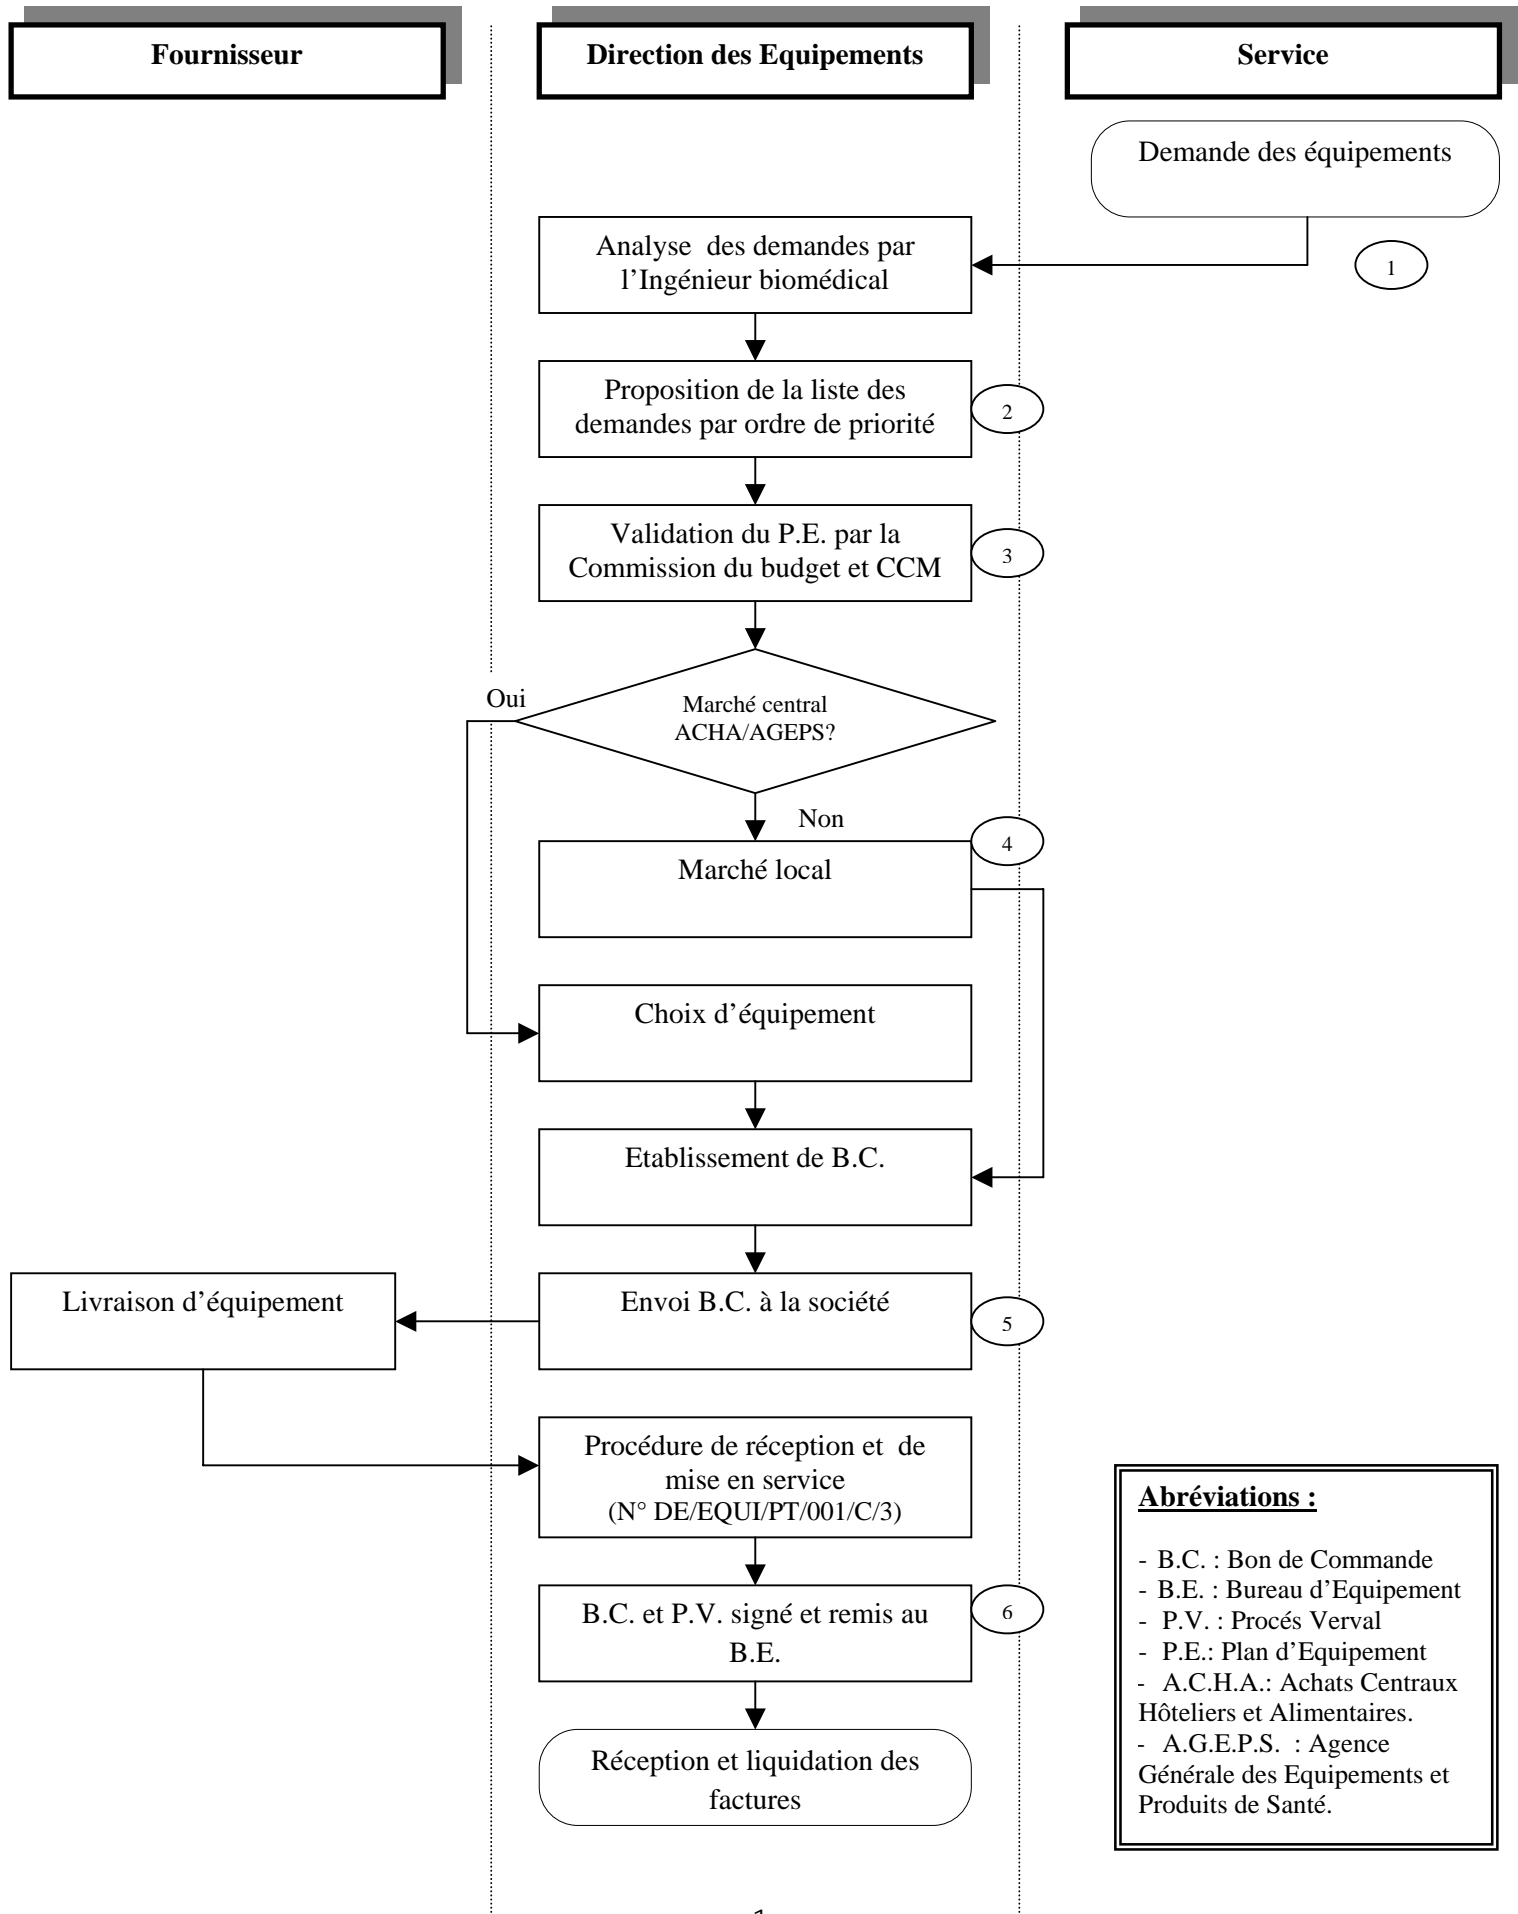 Fournisseur
Direction des Equipements
Service
Demande des équipements
Analyse des demandes par
l’Ingénieur biomédical
1
Proposition de la liste des
demandes par ordre de priorité
2
Validation du P.E. par la
Commission du budget et CCM
3
Oui
Marché central
ACHA/AGEPS?
Non
4
Marché local
Choix d’équipement
Etablissement de B.C.
Livraison d’équipement
Envoi B.C. à la société
5
Procédure de réception et de
mise en service
(N° DE/EQUI/PT/001/C/3)
B.C. et P.V. signé et remis au
B.E.
6
Réception et liquidation des
factures
Abréviations :
- B.C. : Bon de Commande
- B.E. : Bureau d’Equipement
- P.V. : Procés Verval
- P.E.: Plan d’Equipement
- A.C.H.A.: Achats Centraux
Hôteliers et Alimentaires.
- A.G.E.P.S. : Agence
Générale des Equipements et
Produits de Santé.
1